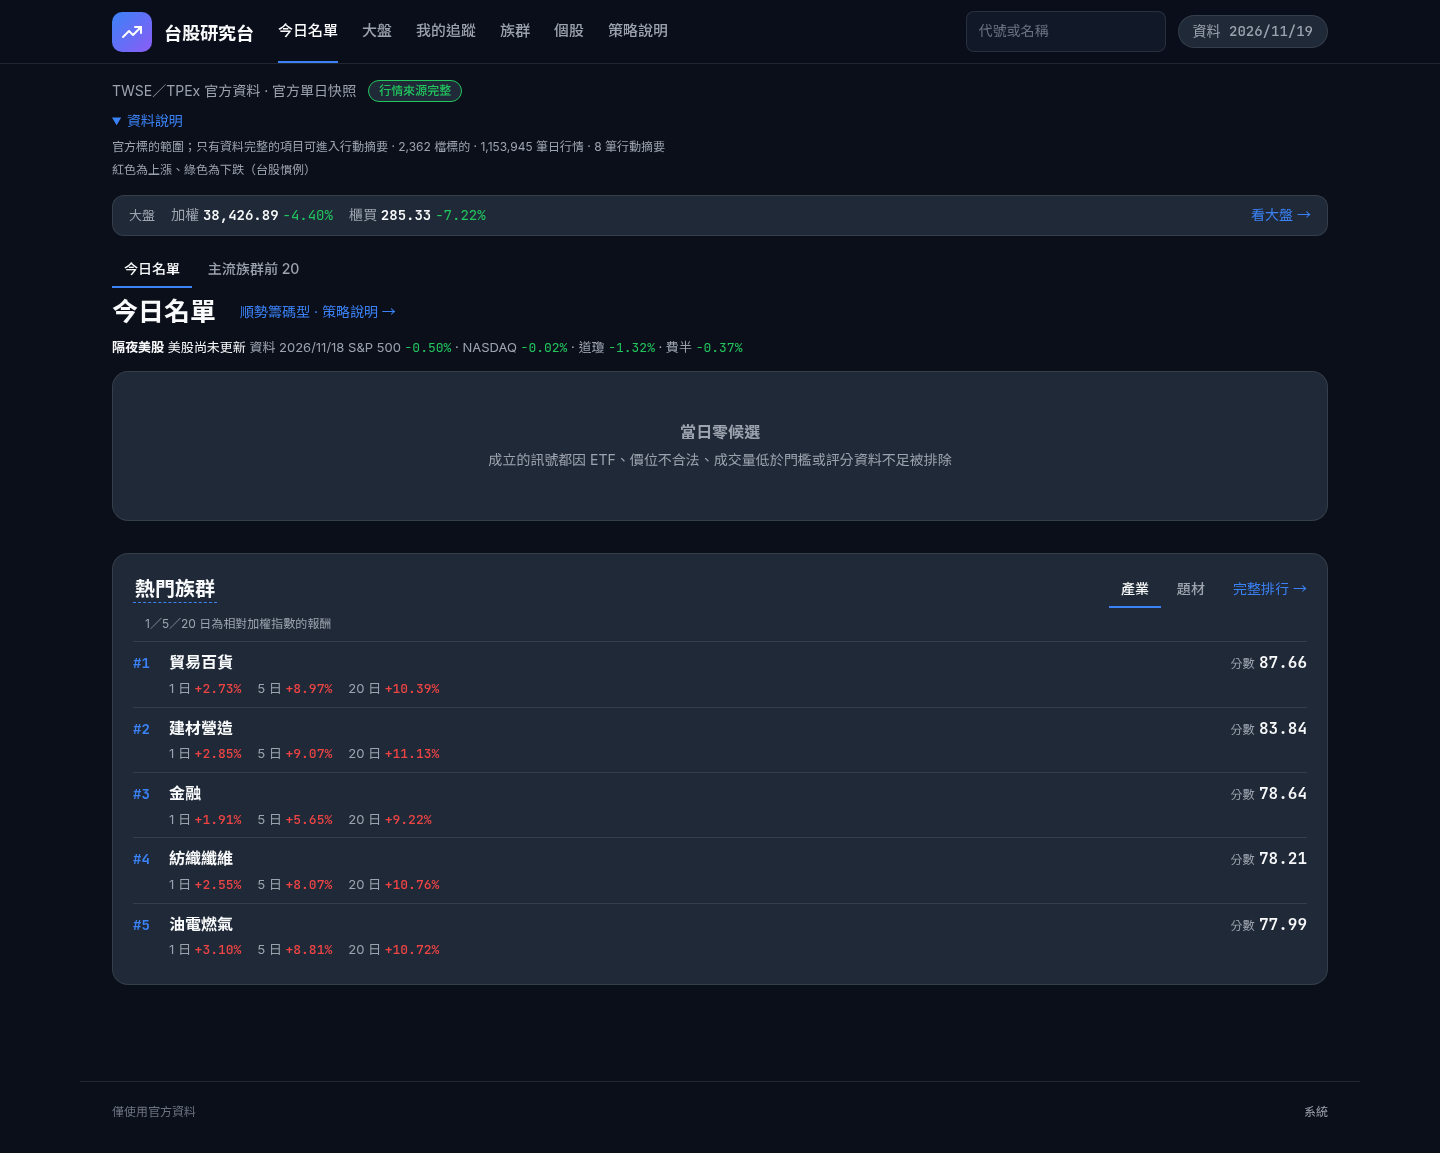 台股研究台 今日名單 大盤 我的追蹤 族群 個股 策略說明 代號或名稱 資料 2026/11/19
TWSE／TPEx 官方資料 · 官方單日快照 行情來源完整
▼ 資料說明
官方標的範圍；只有資料完整的項目可進入行動摘要 · 2,362 檔標的 · 1,153,945 筆日行情 · 8 筆行動摘要
紅色為上漲、綠色為下跌（台股慣例）
大盤 加權 38,426.89 -4.40% 櫃買 285.33 -7.22% 看大盤 →
今日名單 主流族群前 20
今日名單 順勢籌碼型 · 策略說明 →
隔夜美股 美股尚未更新 資料 2026/11/18 S&P 500 -0.50% · NASDAQ -0.02% · 道瓊 -1.32% · 費半 -0.37%
當日零候選
成立的訊號都因 ETF、價位不合法、成交量低於門檻或評分資料不足被排除
熱門族群 產業 題材 完整排行 →
1／5／20 日為相對加權指數的報酬
#1 貿易百貨 分數 87.66
1 日 +2.73% 5 日 +8.97% 20 日 +10.39%
#2 建材營造 分數 83.84
1 日 +2.85% 5 日 +9.07% 20 日 +11.13%
#3 金融 分數 78.64
1 日 +1.91% 5 日 +5.65% 20 日 +9.22%
#4 紡織纖維 分數 78.21
1 日 +2.55% 5 日 +8.07% 20 日 +10.76%
#5 油電燃氣 分數 77.99
1 日 +3.10% 5 日 +8.81% 20 日 +10.72%
僅使用官方資料 系統